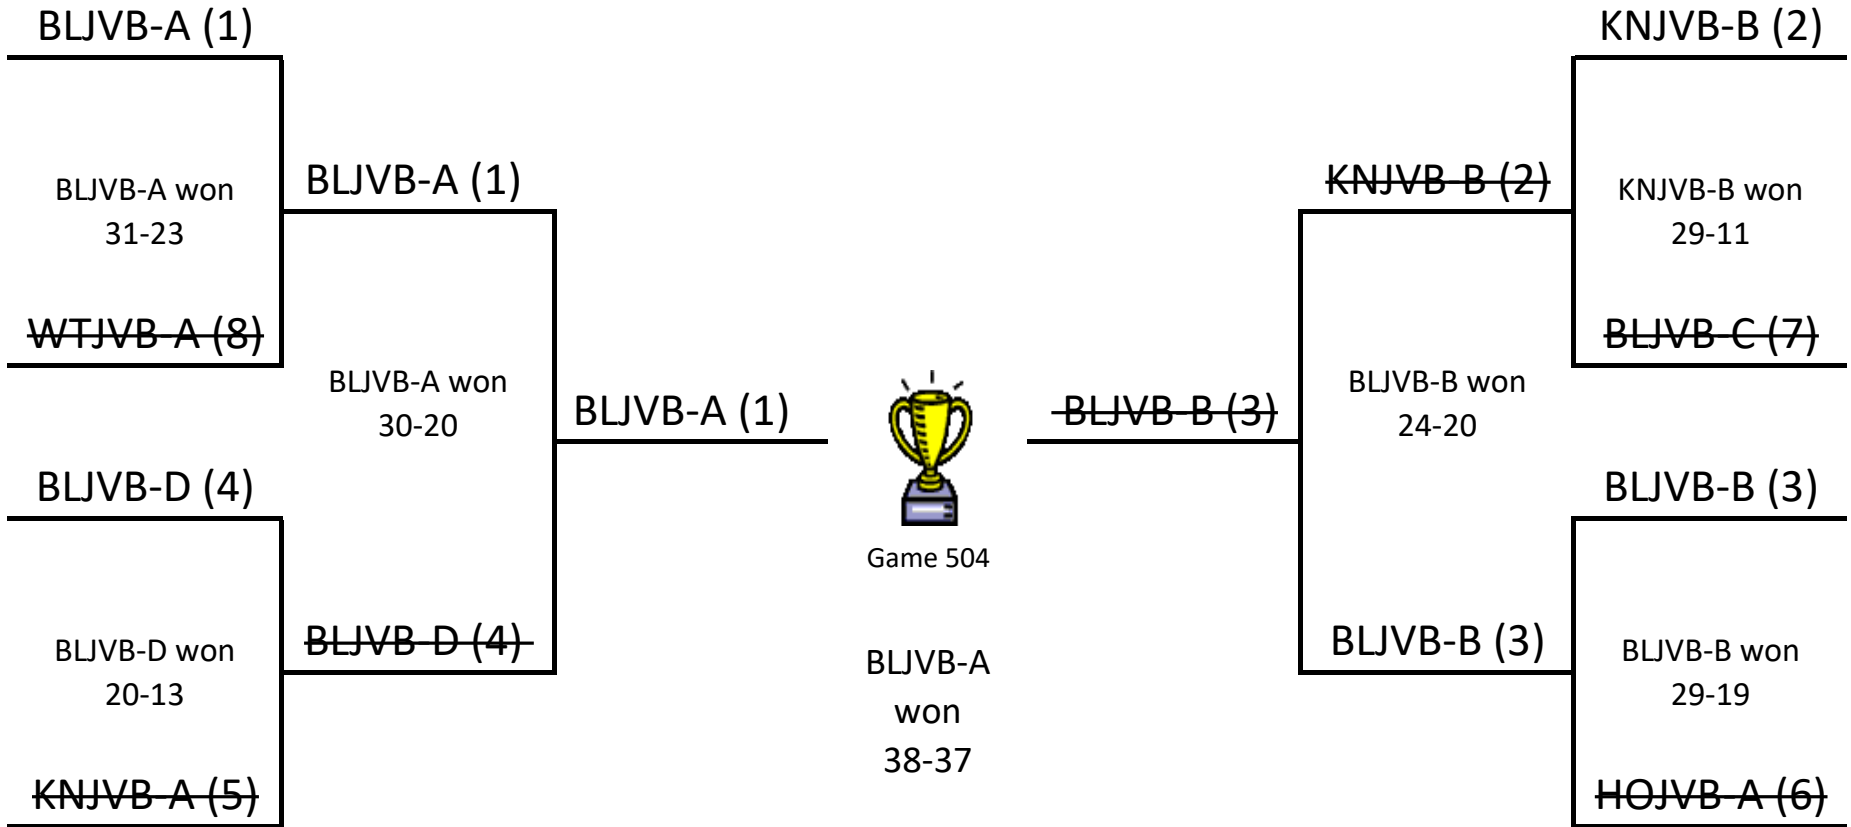 BLJVB-A (1)
KNJVB-B (2)
BLJVB-A won
31-23
BLJVB-A (1)
KNJVB-B (2)
KNJVB-B won
29-11
WTJVB-A (8)
BLJVB-C (7)
BLJVB-A won
30-20
BLJVB-A (1)
BLJVB-B (3)
BLJVB-B won
24-20
BLJVB-D (4)
BLJVB-B (3)
Game 504
BLJVB-D won
20-13
BLJVB-D (4)
BLJVB-A
won
38-37
BLJVB-B (3)
BLJVB-B won
29-19
KNJVB-A (5)
HOJVB-A (6)